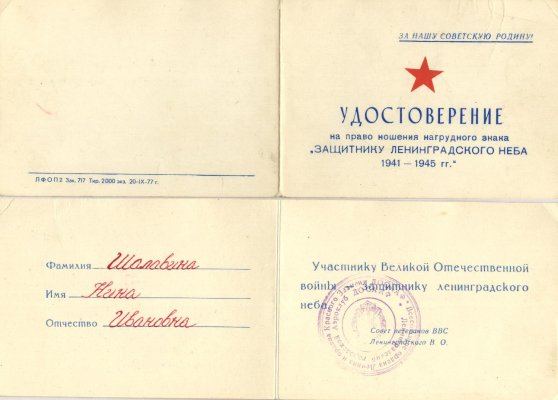 ЗА НАШУ СОВЕТСКУЮ РОДИНУ!
УДОСТОВЕРЕНИЕ
на право ношения нагрудного знака
„ЗАЩИТНИКУ ЛЕНИНГРАДСКОГО НЕБА
1941 — 1945 гг.“
ЛФОП2 Зак. 717 Тир. 2000 экз. 20-IX-77 г.
Фамилия Шалавина
Имя Нина
Отчество Ивановна
Участнику Великой Отечественной
войны защитнику ленинградского
неба
Совет ветеранов ВВС
Ленинградского В. О.